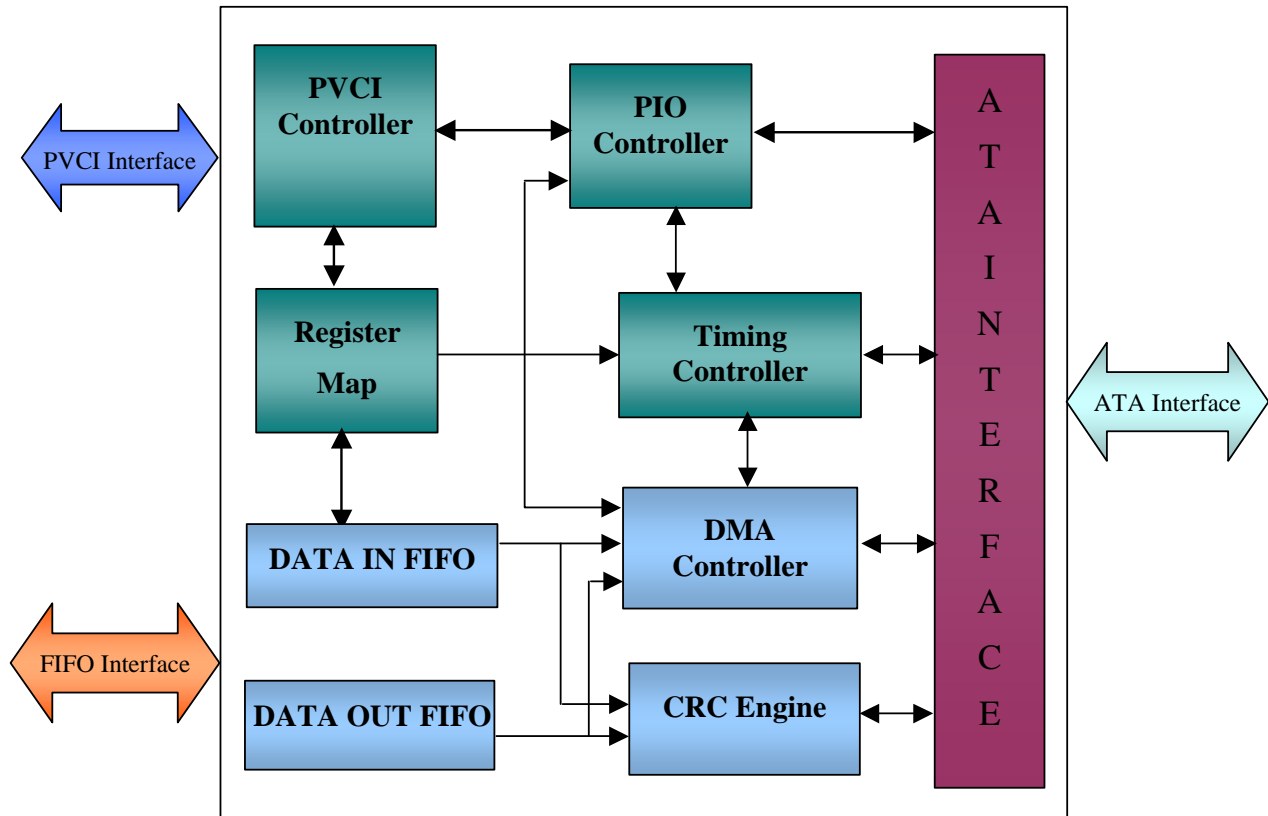 PVCI
Controller
PIO
Controller
PVCI Interface
Register
Map
Timing
Controller
ATA Interface
DATA IN FIFO
DMA
Controller
FIFO Interface
DATA OUT FIFO
CRC Engine
A
T
A
I
N
T
E
R
F
A
C
E